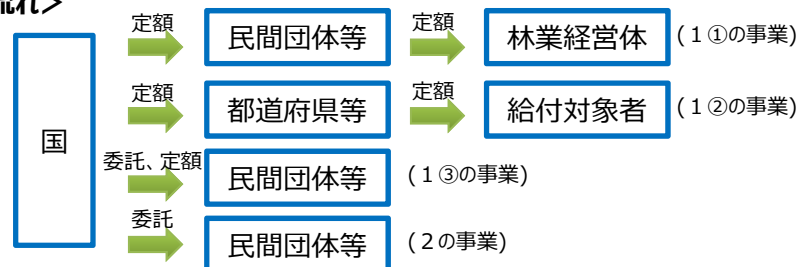 流れ＞
国
定額 民間団体等 定額 林業経営体 (１①の事業)
定額 都道府県等 定額 給付対象者 (１②の事業)
委託、定額 民間団体等 (１③の事業)
委託 民間団体等 (２の事業)